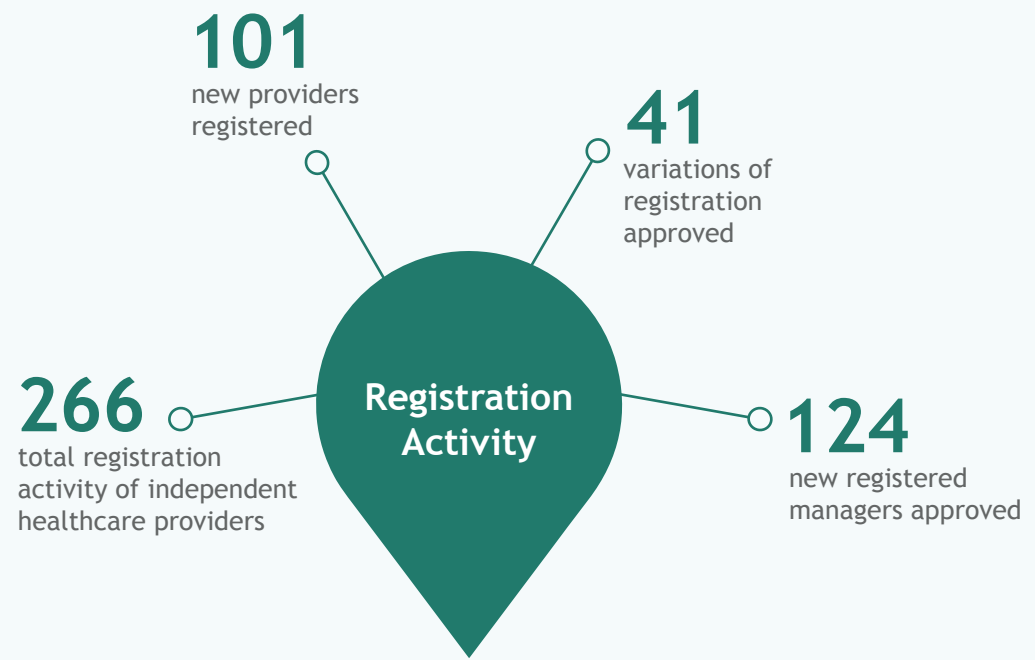 101
new providers
registered
41
variations of
registration
approved
266
total registration
activity of independent
healthcare providers
Registration
Activity
124
new registered
managers approved